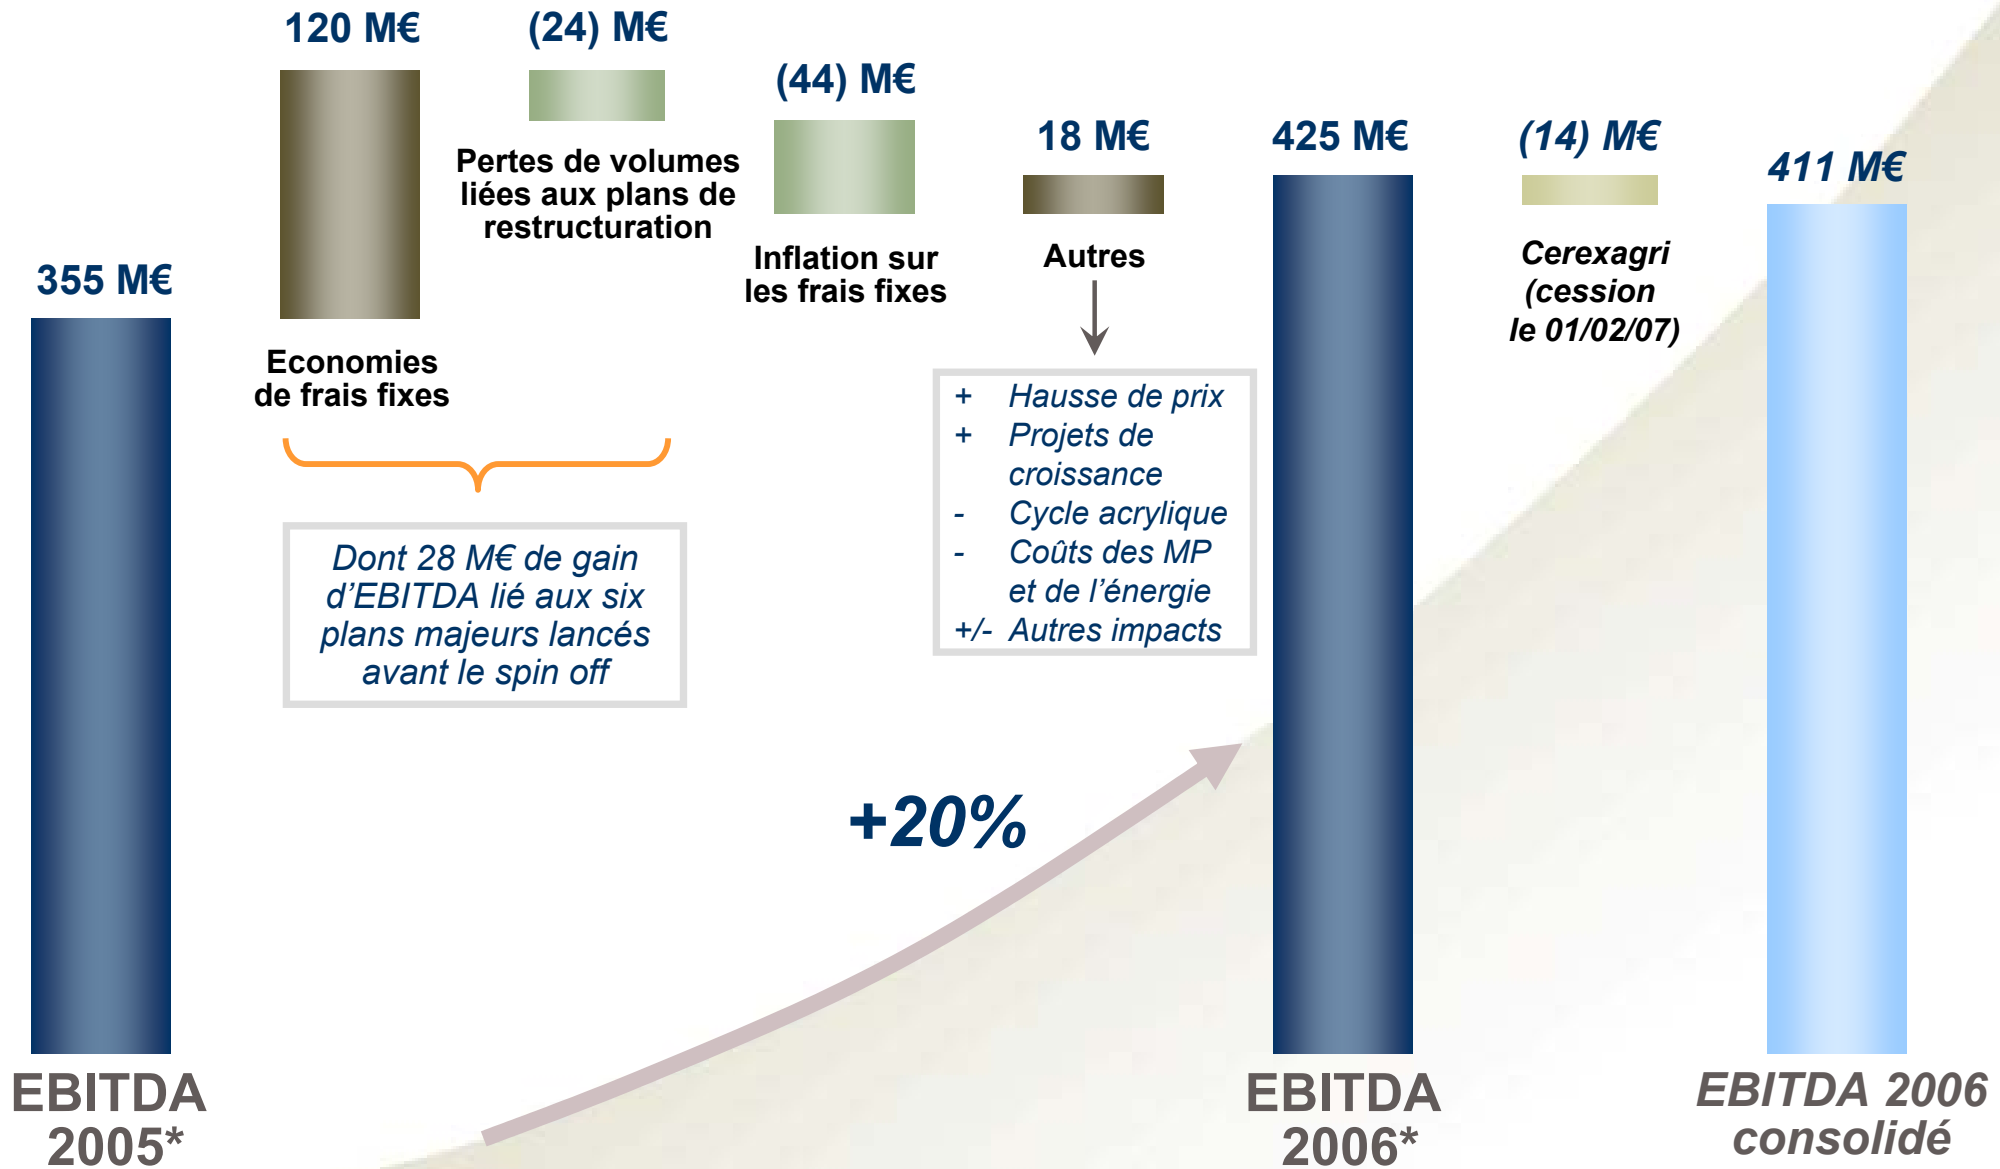 120 M€
(24) M€
(44) M€
18 M€
425 M€
(14) M€
411 M€
355 M€
Pertes de volumes
liées aux plans de
restructuration
Inflation sur
les frais fixes
Autres
Cerexagri
(cession
le 01/02/07)
Economies
de frais fixes
+ Hausse de prix
+ Projets de
croissance
- Cycle acrylique
- Coûts des MP
et de l’énergie
+/- Autres impacts
Dont 28 M€ de gain
d’EBITDA lié aux six
plans majeurs lancés
avant le spin off
+20%
EBITDA
2005*
EBITDA
2006*
EBITDA 2006
consolidé